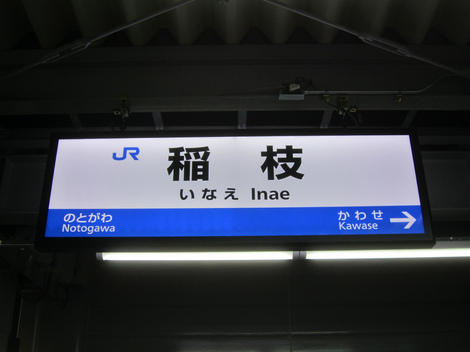 JR 稲枝
いなえ Inae
のとがわ かわせ
Notogawa Kawase